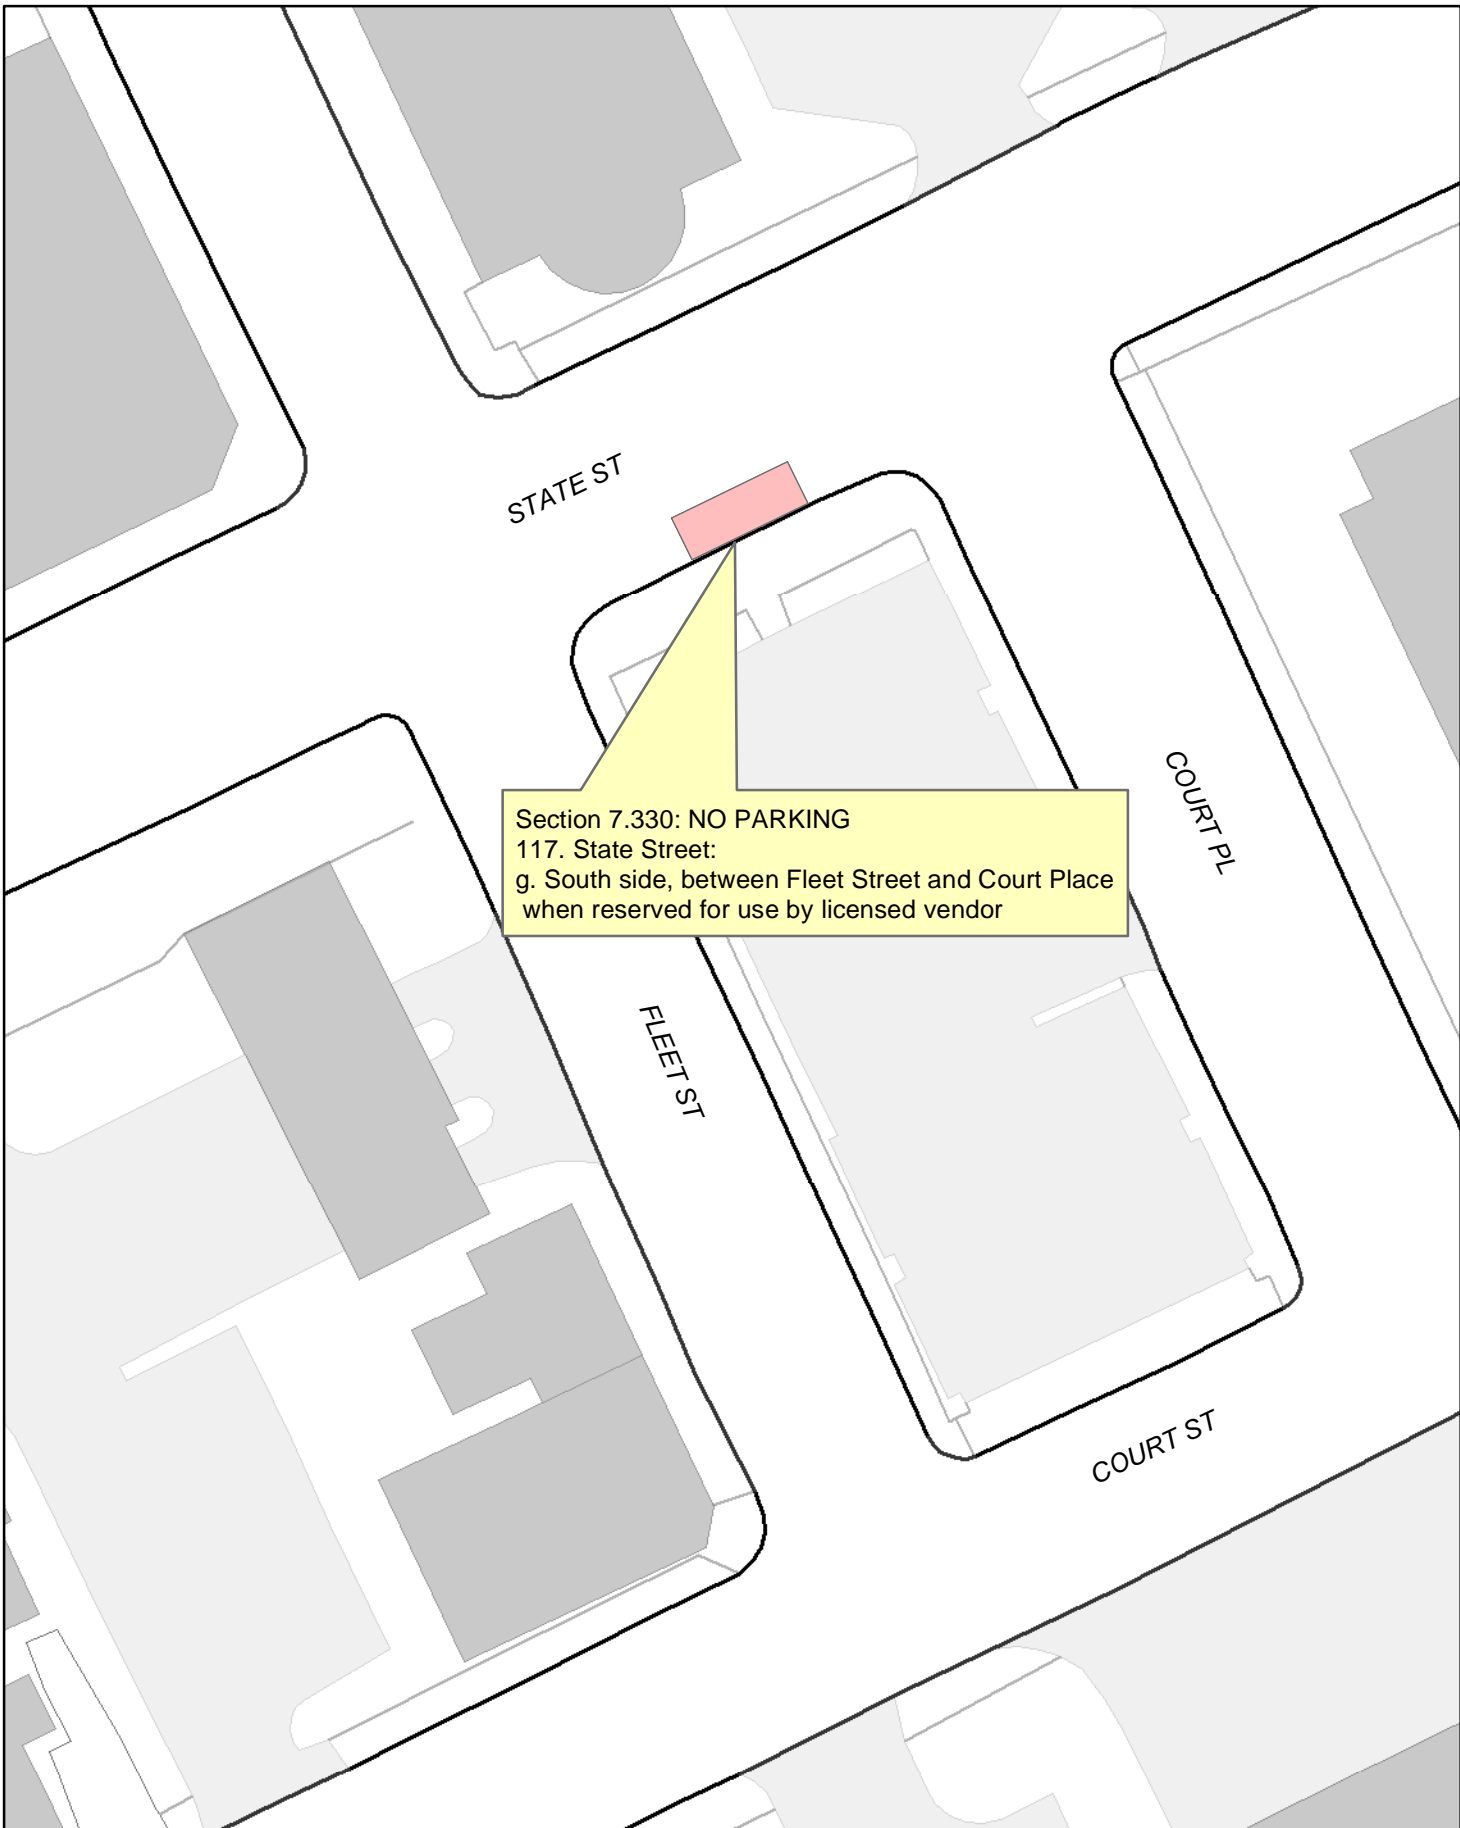 STATE ST
Section 7.330: NO PARKING
117. State Street:
g. South side, between Fleet Street and Court Place
when reserved for use by licensed vendor
COURT PL
FLEET ST
COURT ST